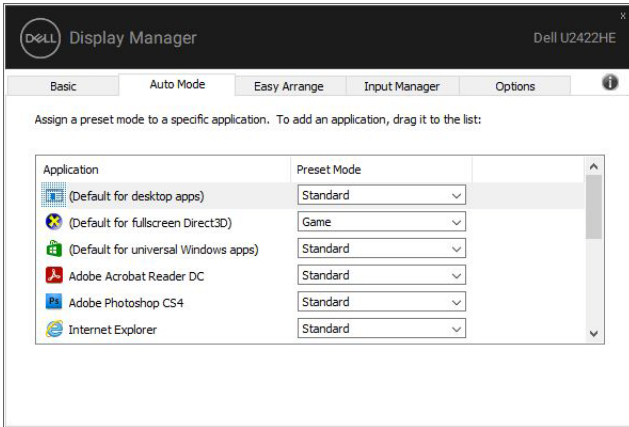 x
DELL Display Manager Dell U2422HE
Basic Auto Mode Easy Arrange Input Manager Options i
Assign a preset mode to a specific application. To add an application, drag it to the list:
Application Preset Mode
(Default for desktop apps) Standard
(Default for fullscreen Direct3D) Game
(Default for universal Windows apps) Standard
Adobe Acrobat Reader DC Standard
Ps Adobe Photoshop CS4 Standard
Internet Explorer Standard